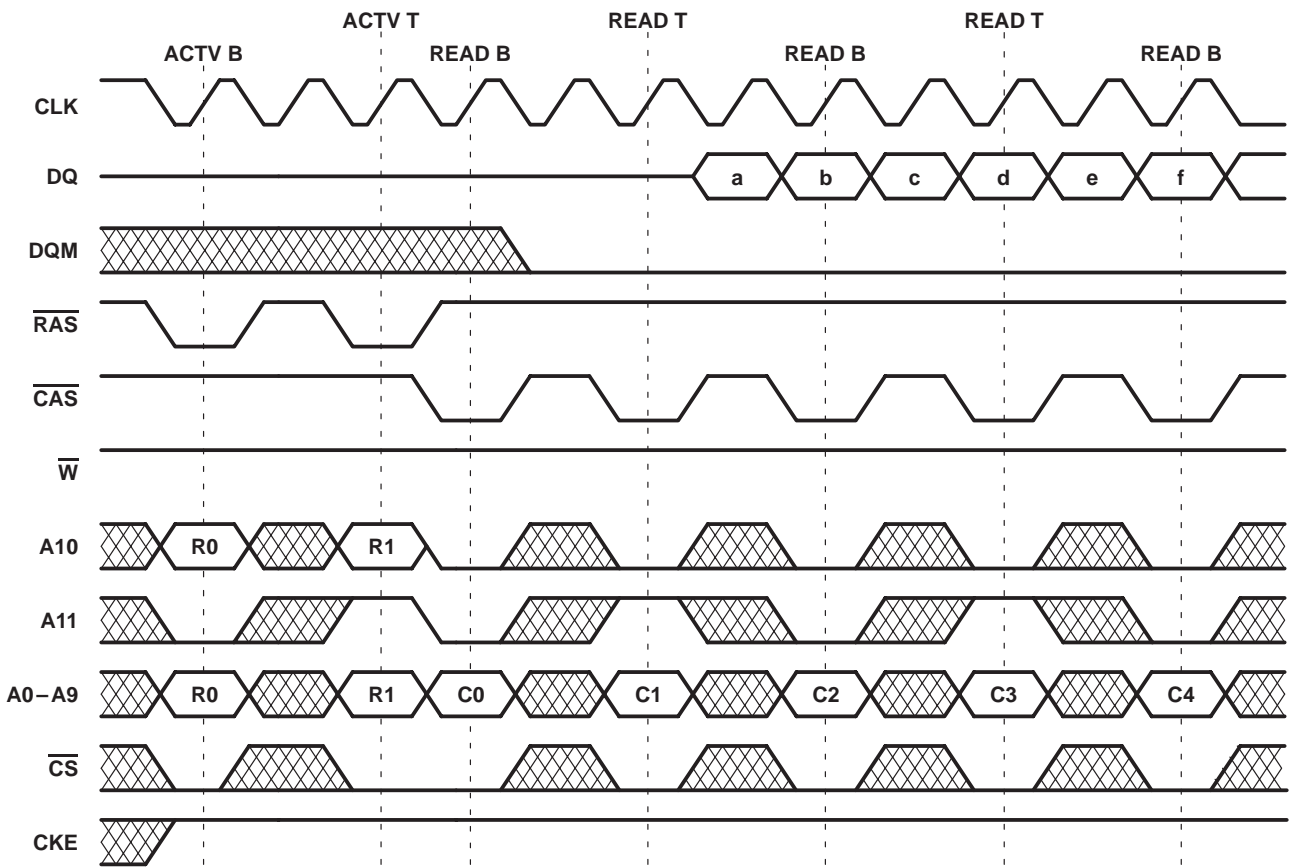 ACTV T READ T READ T
ACTV B READ B READ B READ B
CLK
DQ a b c d e f
DQM
RAS
CAS
W
A10 R0 R1
A11
A0–A9 R0 R1 C0 C1 C2 C3 C4
CS
CKE